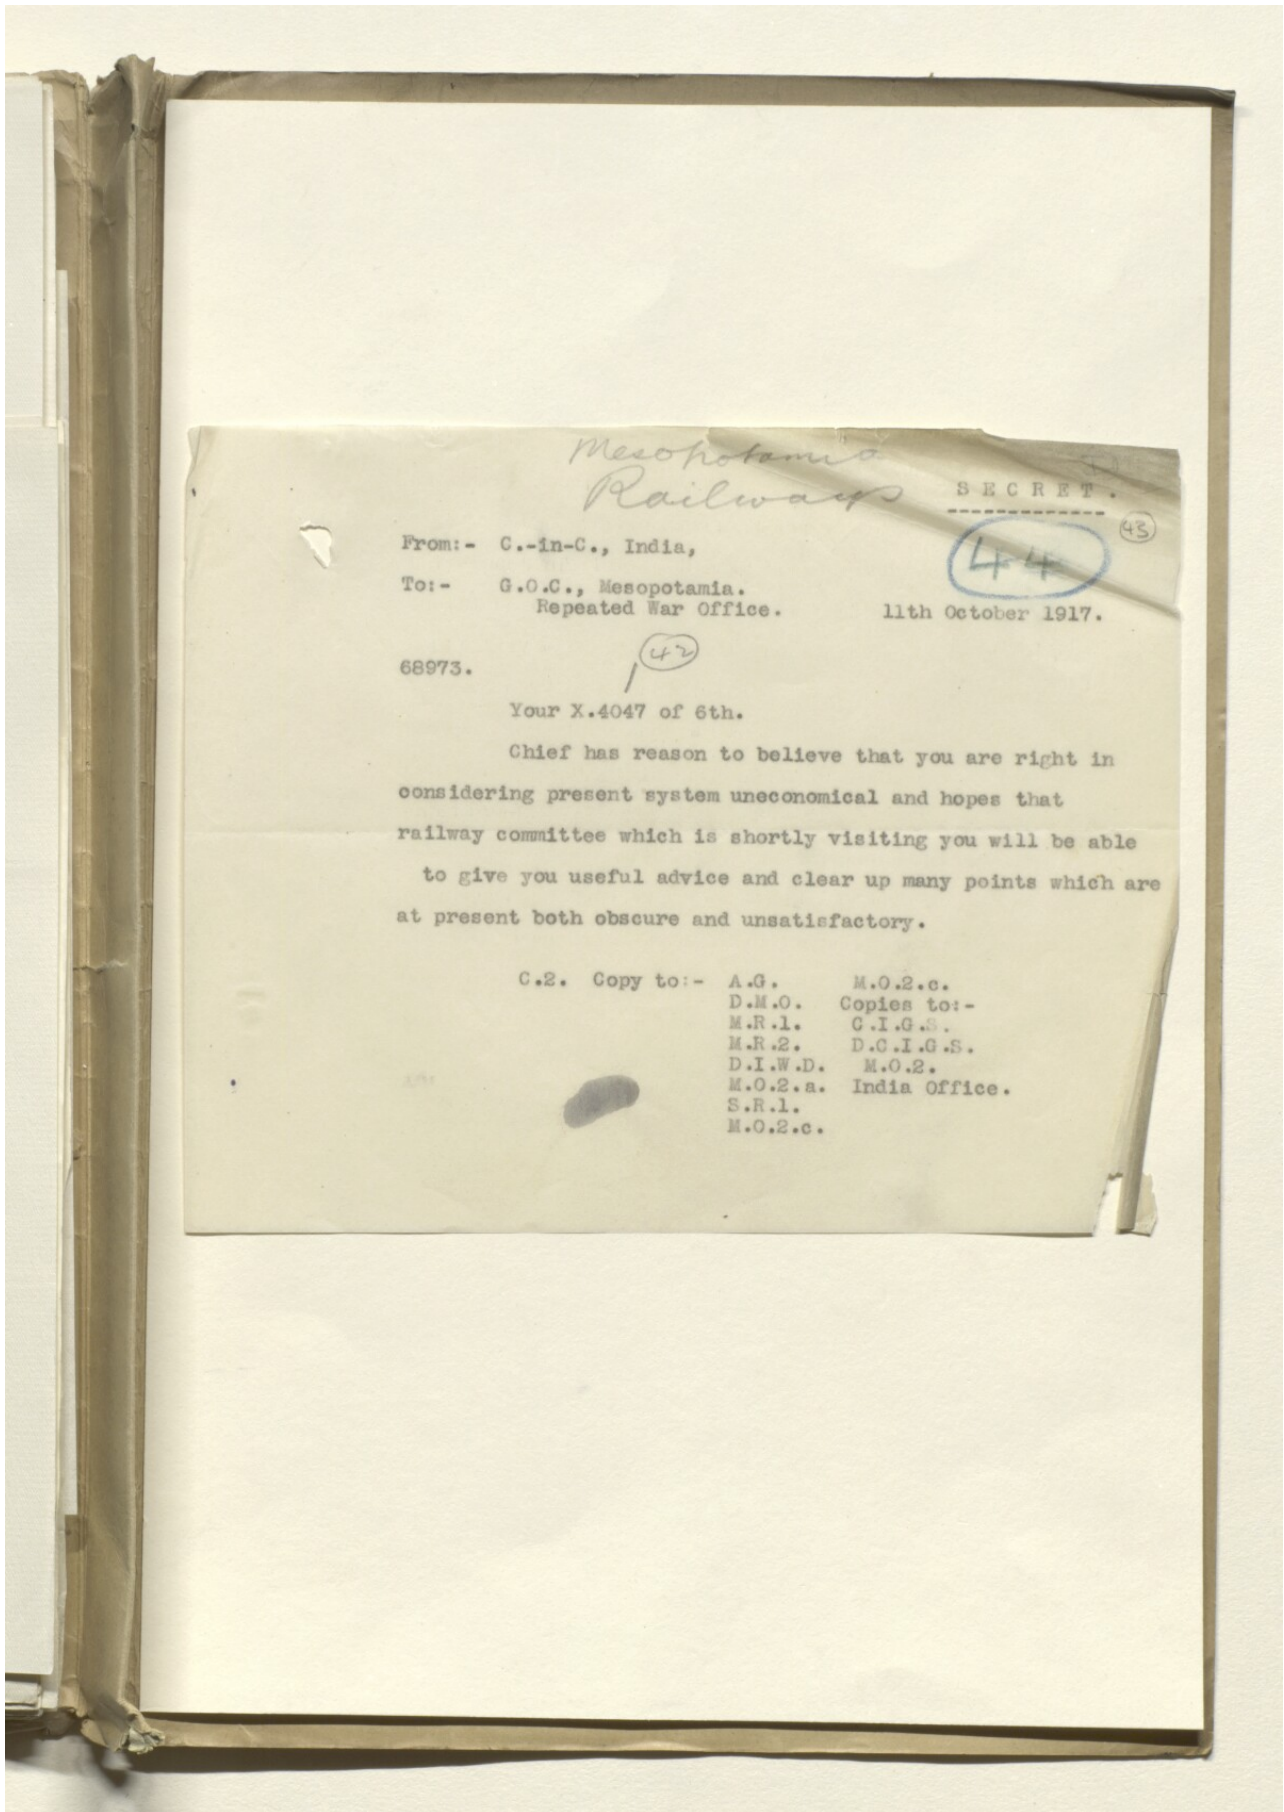 Mesopotamia
Railways
SECRET.
43
From:- C.-in-C., India,
44
To:- G.O.C., Mesopotamia.
Repeated War Office. 11th October 1917.
42
68973.
Your X.4047 of 6th.
Chief has reason to believe that you are right in
considering present system uneconomical and hopes that
railway committee which is shortly visiting you will be able
to give you useful advice and clear up many points which are
at present both obscure and unsatisfactory.
C.2. Copy to:- A.G. M.O.2.c.
D.M.O. Copies to:-
M.R.1. C.I.G.S.
M.R.2. D.C.I.G.S.
D.I.W.D. M.O.2.
M.O.2.a. India Office.
S.R.1.
M.O.2.c.